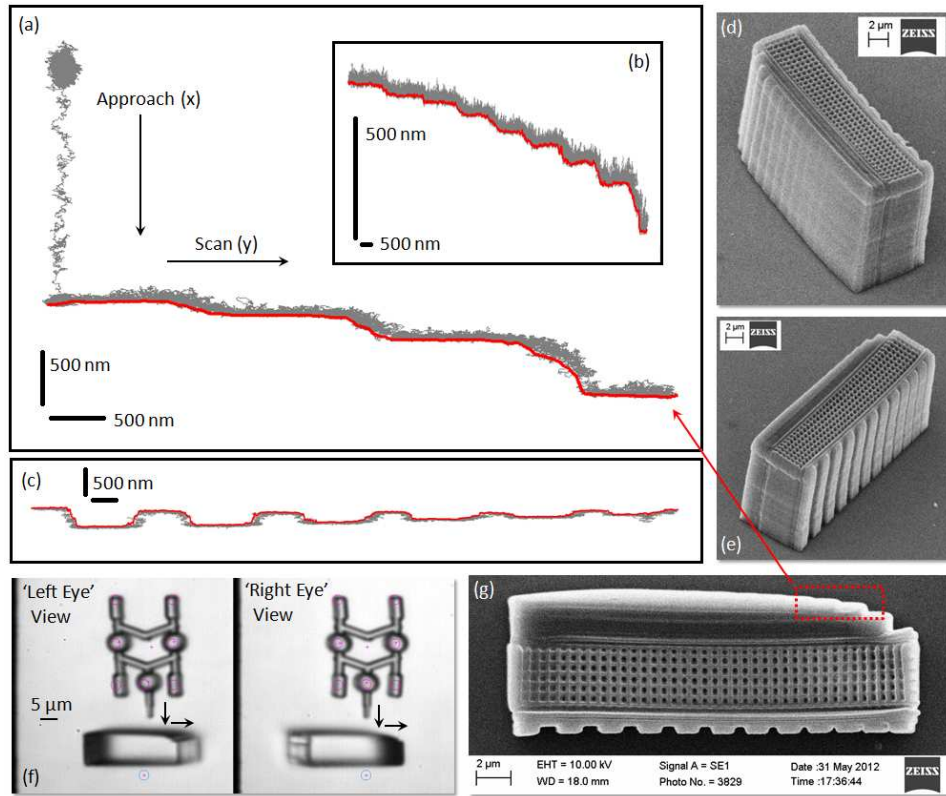 (a)
Approach (x)
Scan (y)
500 nm
500 nm
(b)
500 nm
500 nm
(c)
500 nm
(d)
2 µm
ZEISS
2 µm
ZEISS
(e)
'Left Eye'
View
'Right Eye'
View
5 µm
(f)
(g)
2 µm
EHT = 10.00 kV
WD = 18.0 mm
Signal A = SE1
Photo No. = 3829
Date :31 May 2012
Time :17:36:44
ZEISS